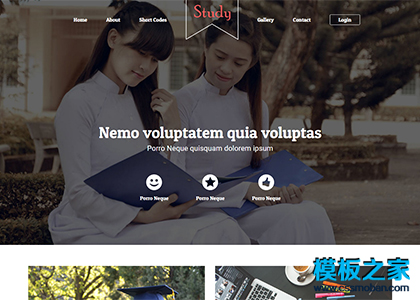 Home About Short Codes Study Gallery Contact Login
Nemo voluptatem quia voluptas
Porro Neque quisquam dolorem ipsum
Porro Neque Porro Neque Porro Neque
模板之家
www.cssmoban.com